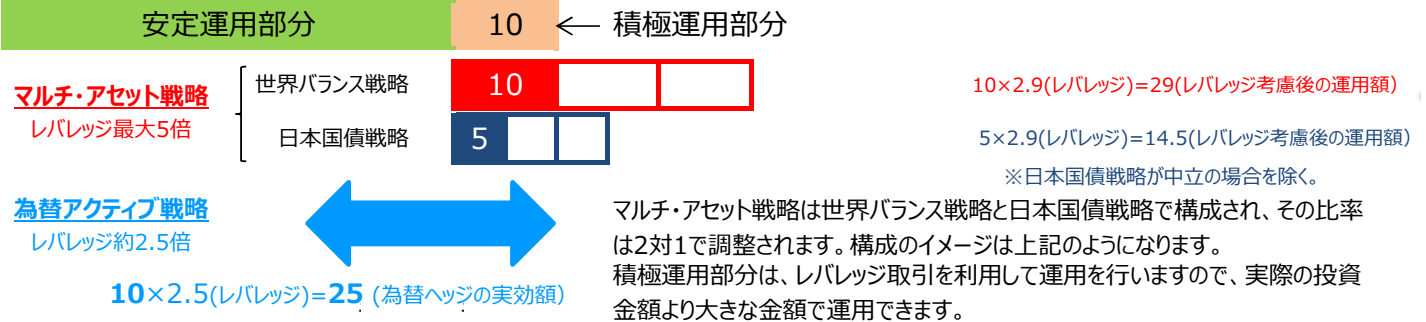 安定運用部分
10
← 積極運用部分
マルチ・アセット戦略
レバレッジ最大5倍
世界バランス戦略
10
10×2.9(レバレッジ)=29(レバレッジ考慮後の運用額)
日本国債戦略
5
5×2.9(レバレッジ)=14.5(レバレッジ考慮後の運用額)
※日本国債戦略が中立の場合を除く。
為替アクティブ戦略
レバレッジ約2.5倍
10×2.5(レバレッジ)=25 (為替ヘッジの実効額)
マルチ・アセット戦略は世界バランス戦略と日本国債戦略で構成され、その比率
は2対1で調整されます。構成のイメージは上記のようになります。
積極運用部分は、レバレッジ取引を利用して運用を行いますので、実際の投資
金額より大きな金額で運用できます。